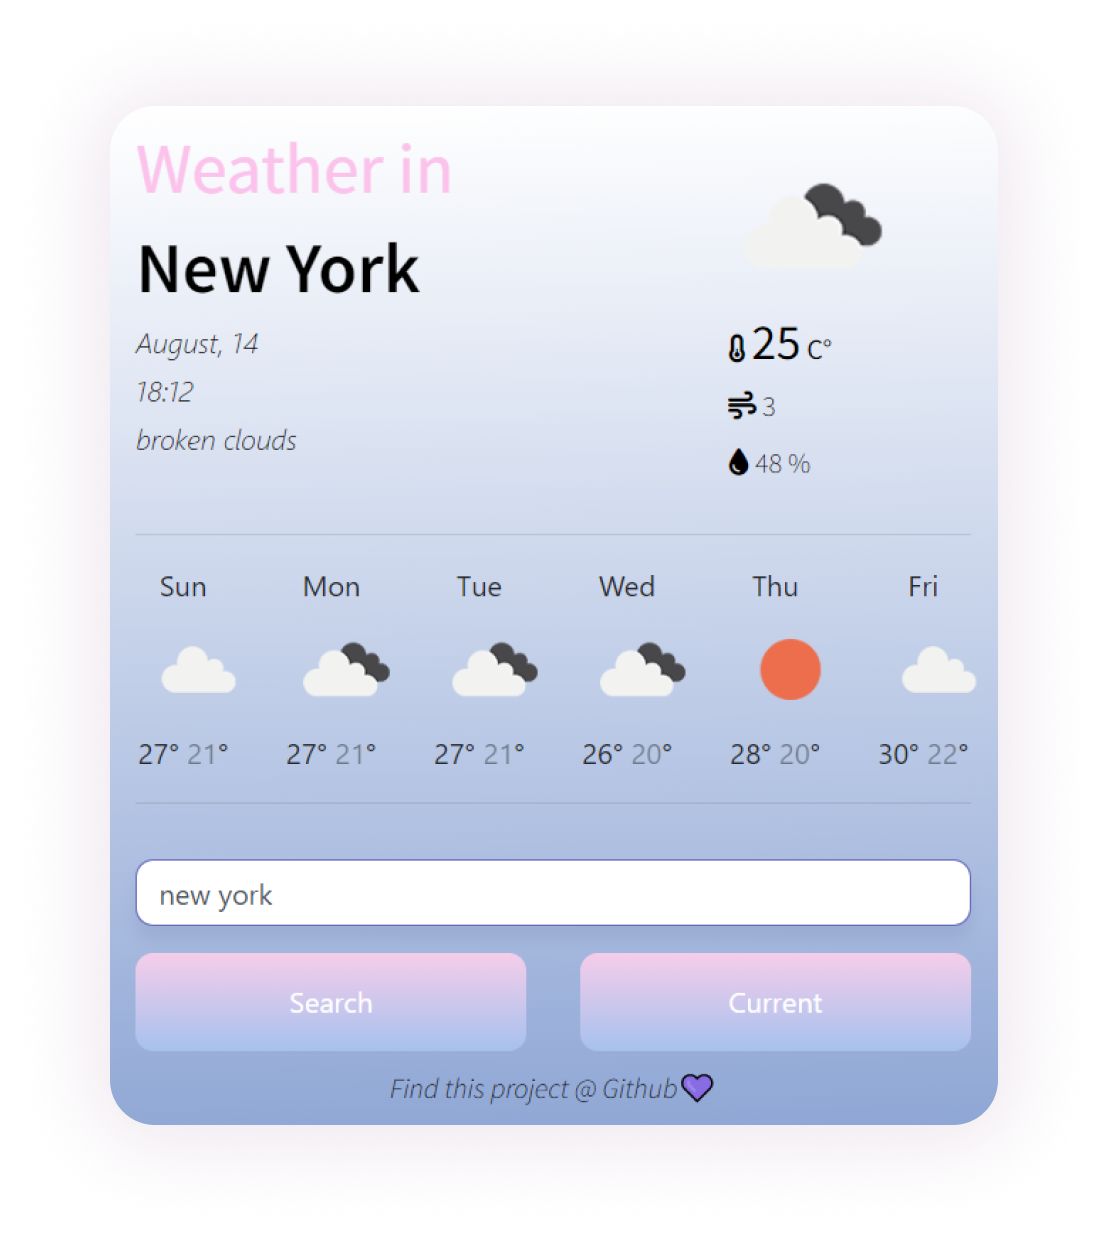 Weather in
New York
August, 14
18:12
broken clouds
25 C°
3
48 %
Sun Mon Tue Wed Thu Fri
27° 21° 27° 21° 27° 21° 26° 20° 28° 20° 30° 22°
new york
Search Current
Find this project @ Github